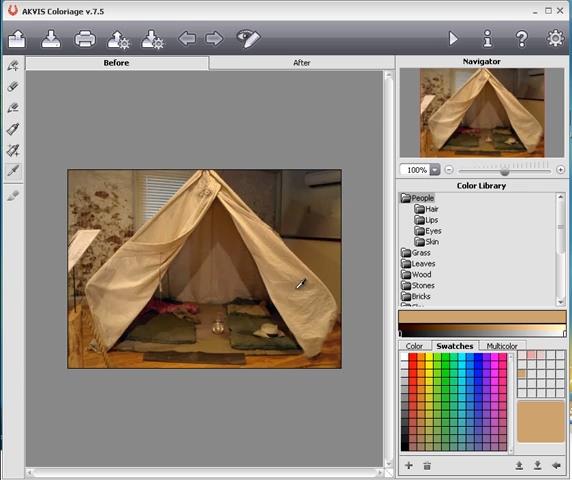 AKVIS Coloriage v.7.5
Before
After
Navigator
100%
Color Library
People
Hair
Lips
Eyes
Skin
Grass
Leaves
Wood
Stones
Bricks
Color
Swatches
Multicolor